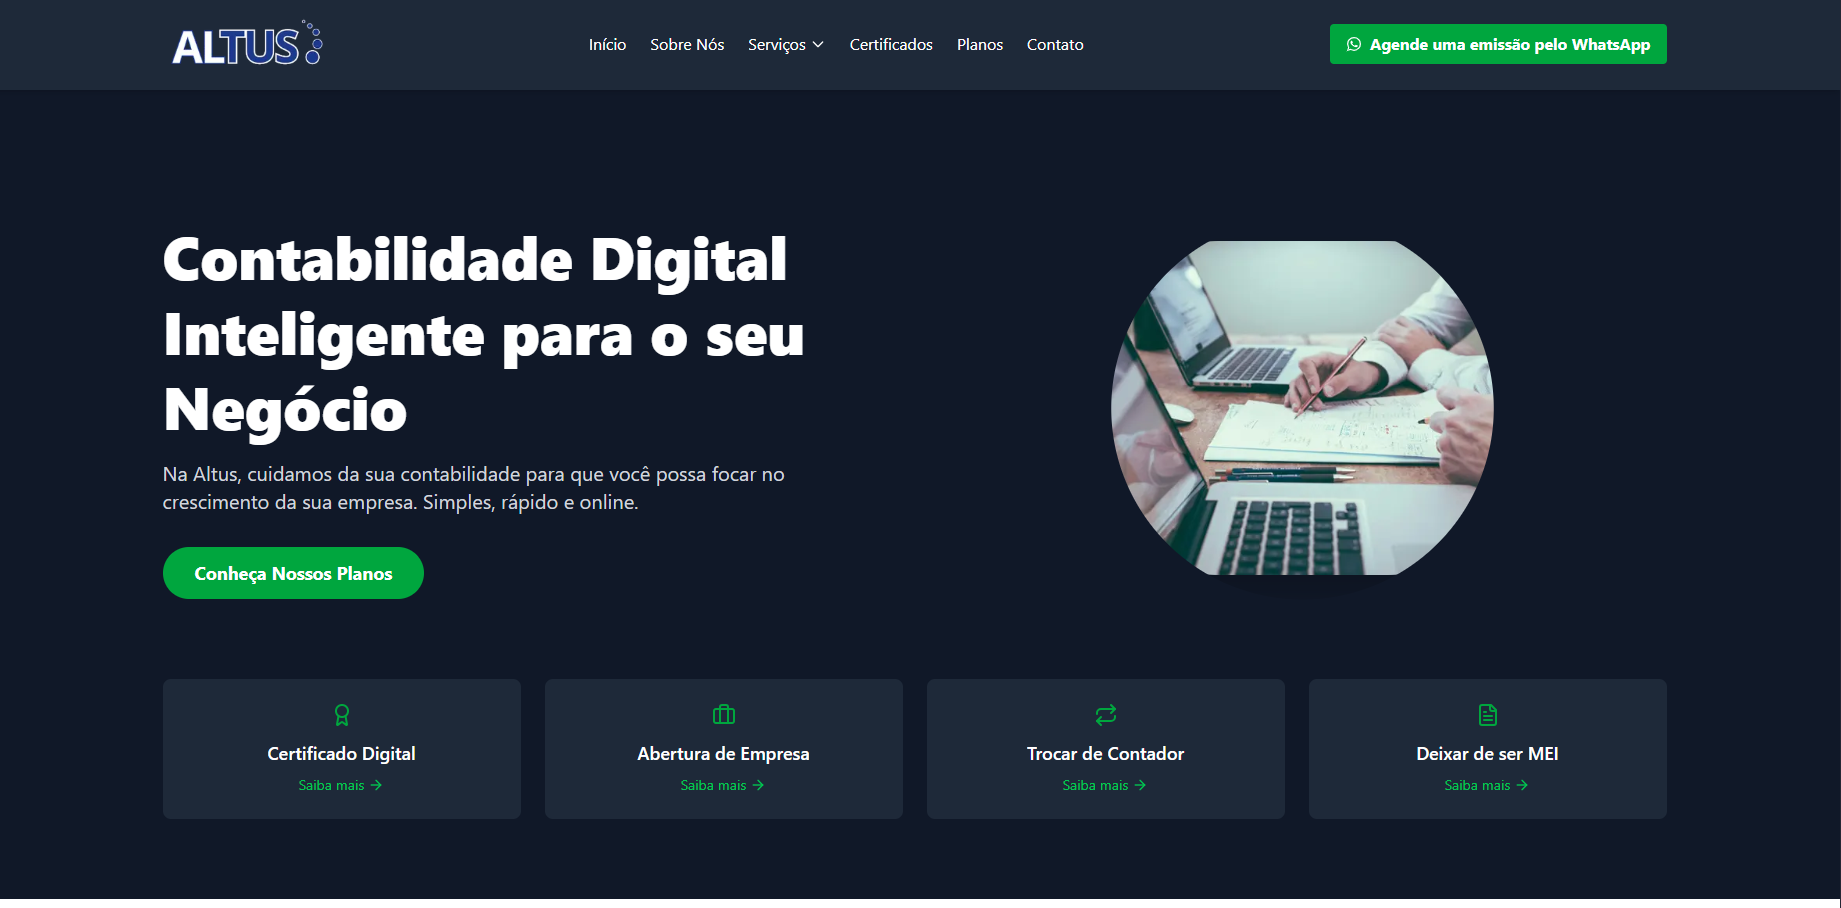 ALTUS
Início
Sobre Nós
Serviços
Certificados
Planos
Contato
Agende uma emissão pelo WhatsApp
Contabilidade Digital
Inteligente para o seu
Negócio
Na Altus, cuidamos da sua contabilidade para que você possa focar no
crescimento da sua empresa. Simples, rápido e online.
Conheça Nossos Planos
Certificado Digital
Saiba mais →
Abertura de Empresa
Saiba mais →
Trocar de Contador
Saiba mais →
Deixar de ser MEI
Saiba mais →